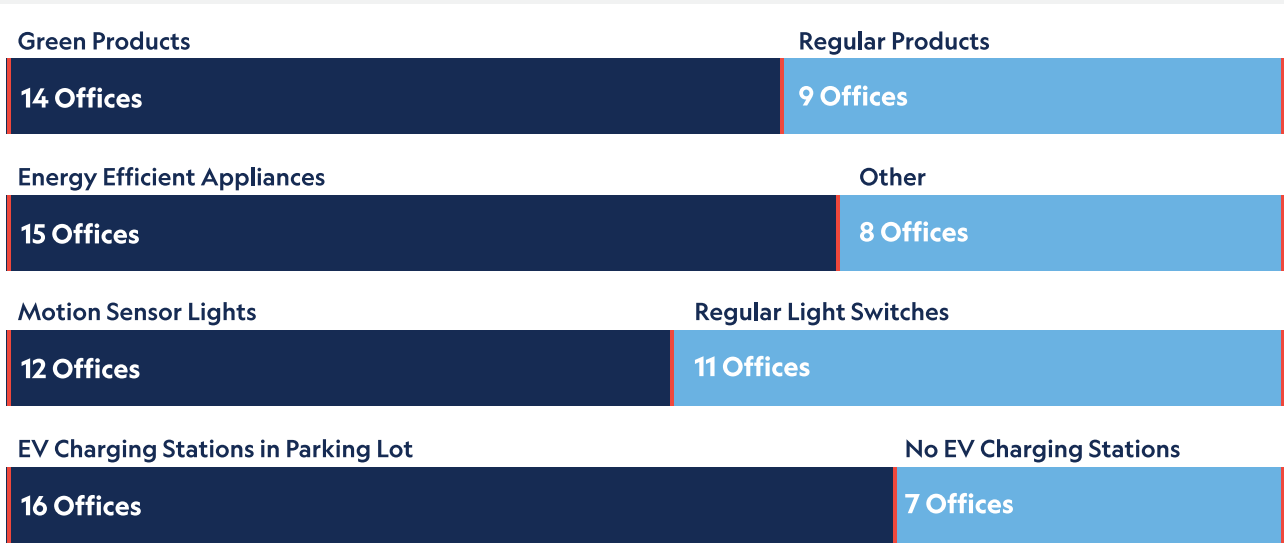 Green Products
Regular Products
14 Offices
9 Offices
Energy Efficient Appliances
Other
15 Offices
8 Offices
Motion Sensor Lights
Regular Light Switches
12 Offices
11 Offices
EV Charging Stations in Parking Lot
No EV Charging Stations
16 Offices
7 Offices